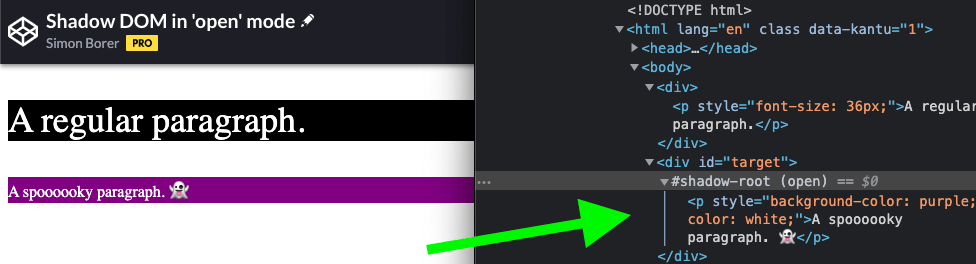 Shadow DOM in 'open' mode
Simon Borer PRO
A regular paragraph.
A spoooooky paragraph. 👻
<!DOCTYPE html>
▼<html lang="en" class data-kantu="1">
▶<head>…</head>
▼<body>
▼<div>
<p style="font-size: 36px;">A regular
paragraph.</p>
</div>
▼<div id="target">
… ▼#shadow-root (open) == $0
<p style="background-color: purple;
color: white;">A spoooooky
paragraph. 👻</p>
</div>